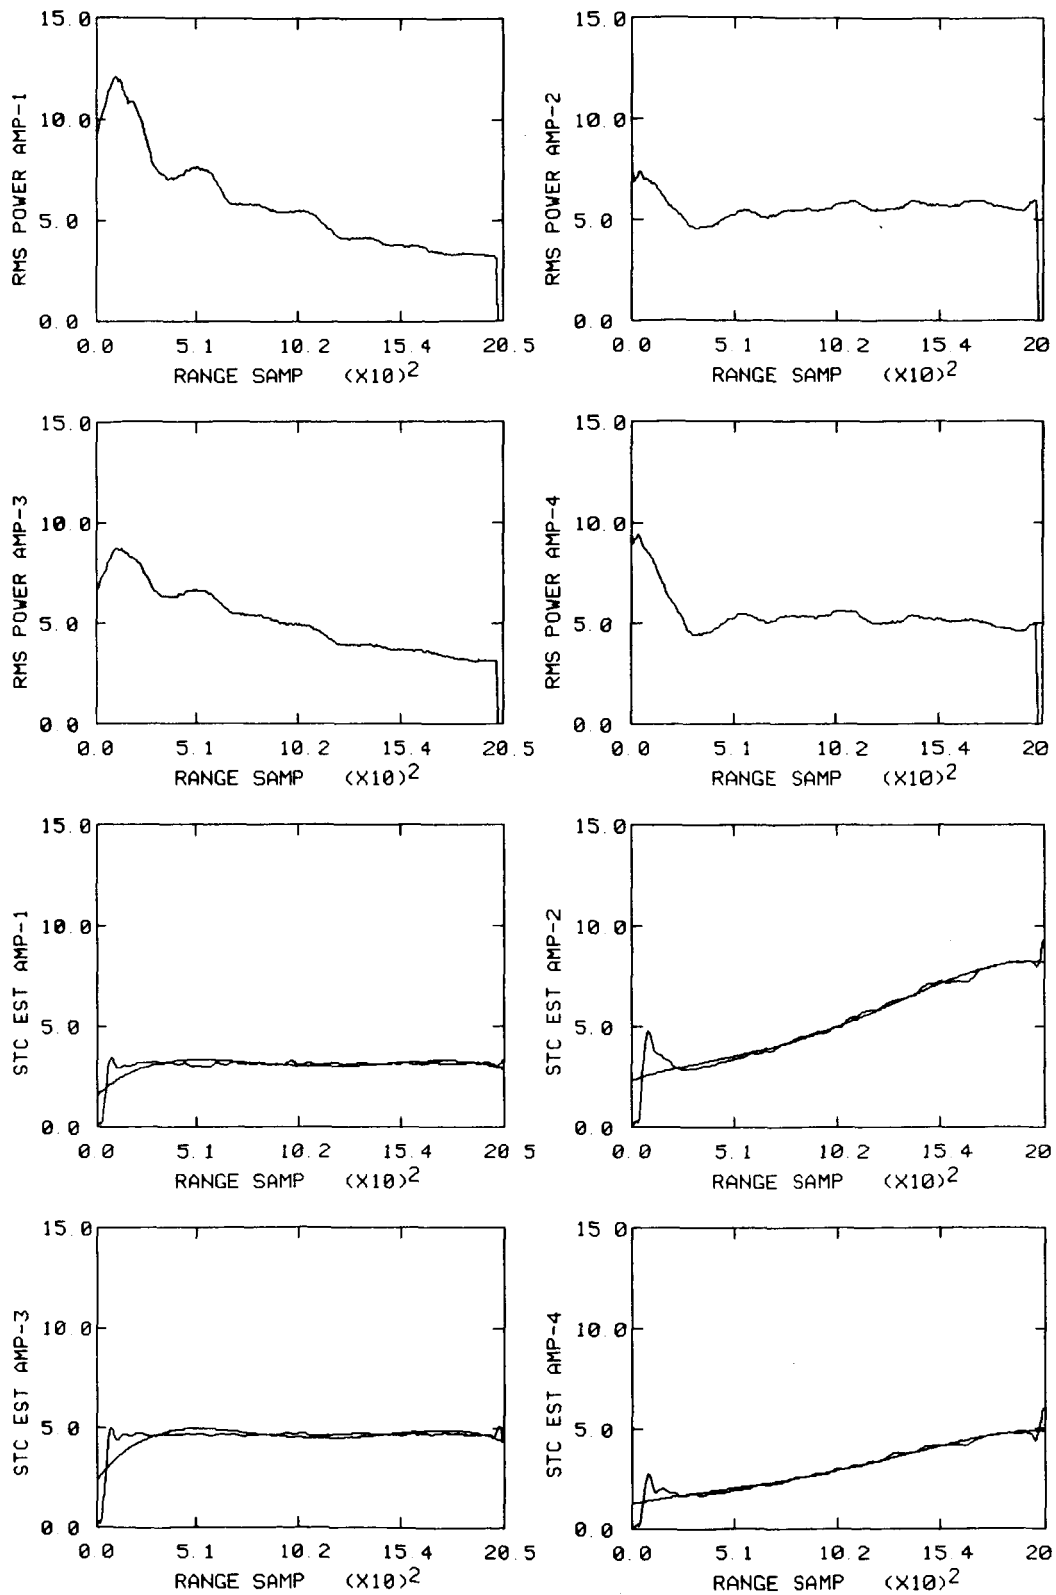 15.0
10.0
5.0
0.0
RMS POWER AMP-1
0.0 5.1 10.2 15.4 20.5
RANGE SAMP (X10)2
15.0
10.0
5.0
0.0
RMS POWER AMP-2
0.0 5.1 10.2 15.4 20
RANGE SAMP (X10)2
15.0
10.0
5.0
0.0
RMS POWER AMP-3
0.0 5.1 10.2 15.4 20.5
RANGE SAMP (X10)2
15.0
10.0
5.0
0.0
RMS POWER AMP-4
0.0 5.1 10.2 15.4 20
RANGE SAMP (X10)2
15.0
10.0
5.0
0.0
STC EST AMP-1
0.0 5.1 10.2 15.4 20.5
RANGE SAMP (X10)2
15.0
10.0
5.0
0.0
STC EST AMP-2
0.0 5.1 10.2 15.4 20
RANGE SAMP (X10)2
15.0
10.0
5.0
0.0
STC EST AMP-3
0.0 5.1 10.2 15.4 20.5
RANGE SAMP (X10)2
15.0
10.0
5.0
0.0
STC EST AMP-4
0.0 5.1 10.2 15.4 20
RANGE SAMP (X10)2